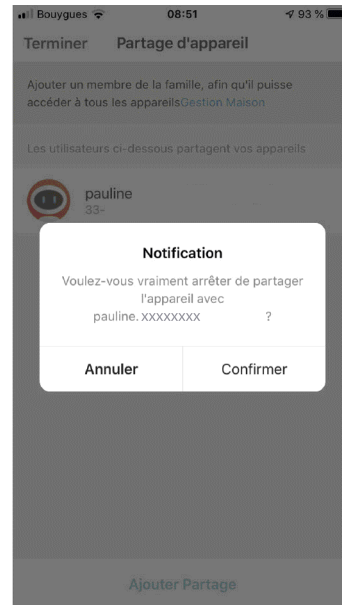 Bouygues 08:51 93 %
Terminer Partage d'appareil
Ajouter un membre de la famille, afin qu'il puisse
accéder à tous les appareilsGestion Maison
Les utilisateurs ci-dessous partagent vos appareils
pauline
33-
Notification
Voulez-vous vraiment arrêter de partager
l'appareil avec
pauline. xxxxxxxx ?
Annuler Confirmer
Ajouter Partage